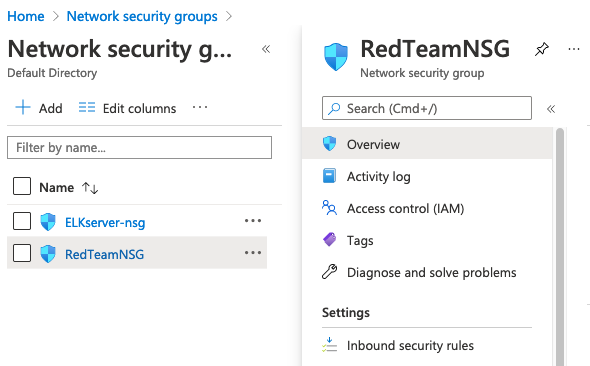 Home > Network security groups >
Network security g... «
Default Directory
+ Add Edit columns ...
Filter by name...
Name ↑↓
ELKserver-nsg ...
RedTeamNSG ...
RedTeamNSG ...
Network security group
Search (Cmd+/) «
Overview
Activity log
Access control (IAM)
Tags
Diagnose and solve problems
Settings
Inbound security rules